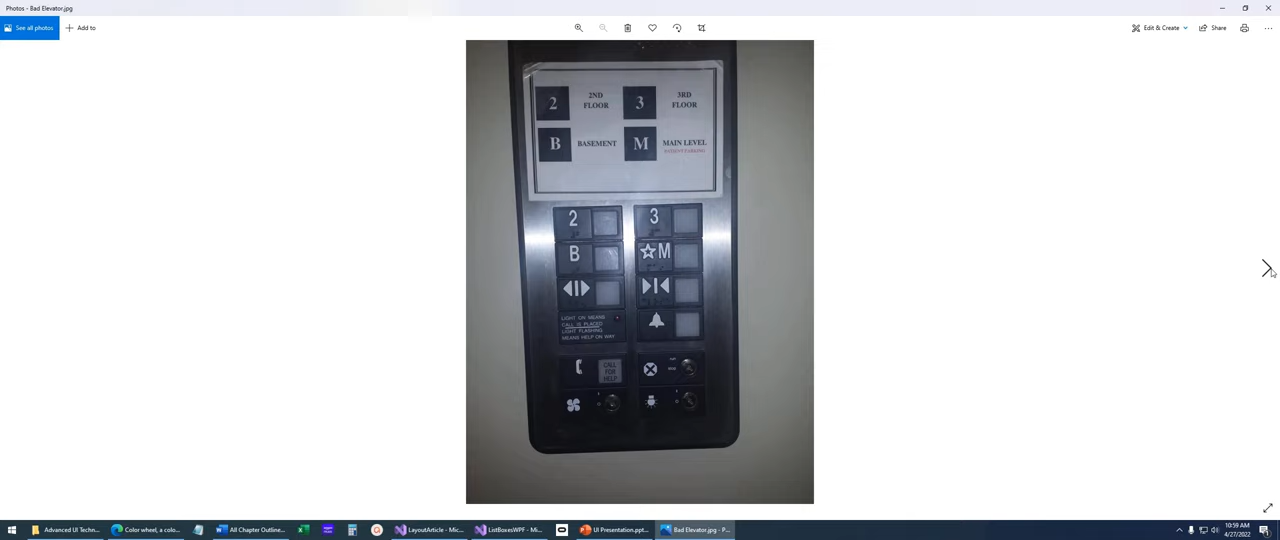 Photos - Bad Elevator.jpg
See all photos
Add to
Edit & Create
Share
2
2ND
FLOOR
3
3RD
FLOOR
B
BASEMENT
M
MAIN LEVEL
PATIENT PARKING
2
3
B
☆M
LIGHT ON MEANS
CALL IS PLACED
LIGHT FLASHING
MEANS HELP ON WAY
CALL
FOR
HELP
Advanced UI Techn...
Color wheel, a colo...
All Chapter Outline...
LayoutArticle - Mic...
ListBoxesWPF - Mi...
UI Presentation.ppt...
Bad Elevator.jpg - P...
10:59 AM
4/27/2022